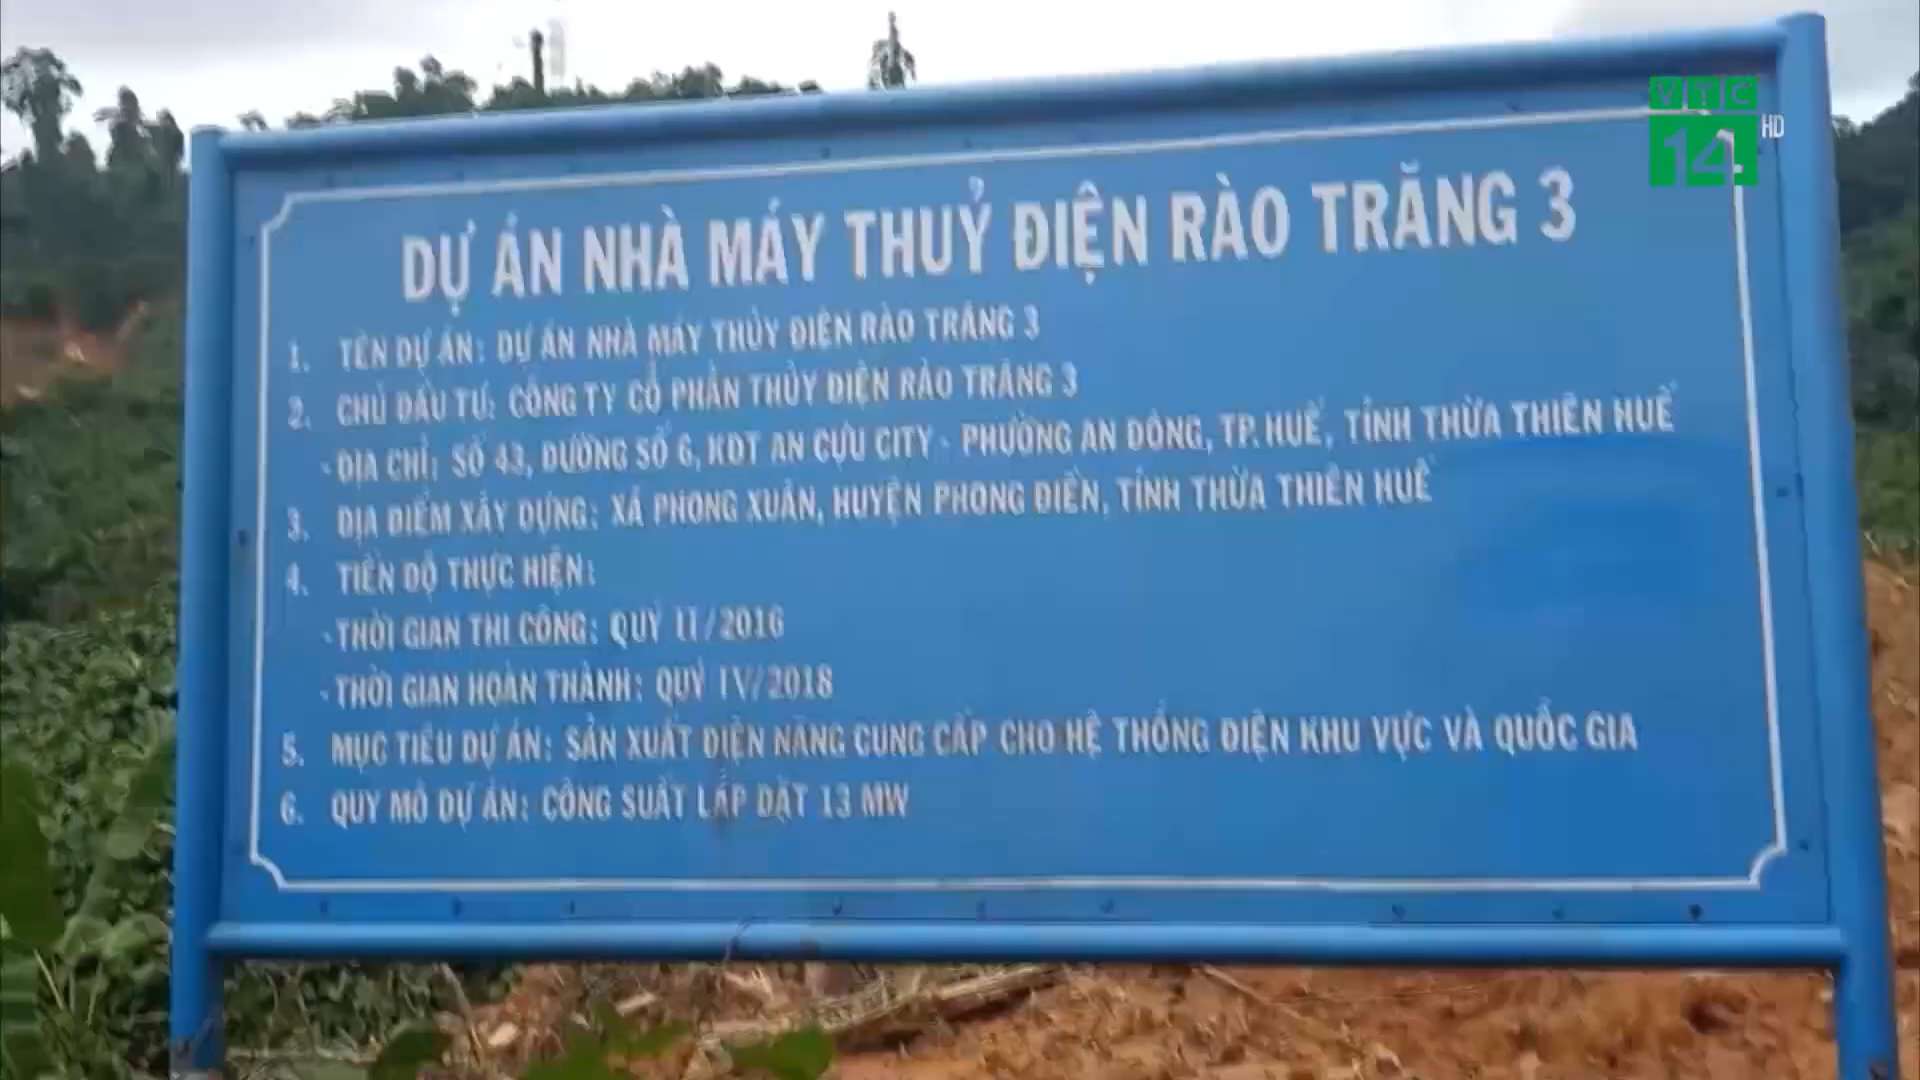 VTC
14 HD
DỰ ÁN NHÀ MÁY THUỶ ĐIỆN RÀO TRĂNG 3
1. TÊN DỰ ÁN: DỰ ÁN NHÀ MÁY THỦY ĐIỆN RÀO TRĂNG 3
2. CHỦ ĐẦU TƯ: CÔNG TY CỔ PHẦN THỦY ĐIỆN RÀO TRĂNG 3
- ĐỊA CHỈ: SỐ 43, ĐƯỜNG SỐ 6, KĐT AN CỰU CITY - PHƯỜNG AN ĐÔNG, TP. HUẾ, TỈNH THỪA THIÊN HUẾ
3. ĐỊA ĐIỂM XÂY DỰNG: XÃ PHONG XUÂN, HUYỆN PHONG ĐIỀN, TỈNH THỪA THIÊN HUẾ
4. TIẾN ĐỘ THỰC HIỆN:
- THỜI GIAN THI CÔNG: QUÝ II/2016
- THỜI GIAN HOÀN THÀNH: QUÝ IV/2018
5. MỤC TIÊU DỰ ÁN: SẢN XUẤT ĐIỆN NĂNG CUNG CẤP CHO HỆ THỐNG ĐIỆN KHU VỰC VÀ QUỐC GIA
6. QUY MÔ DỰ ÁN: CÔNG SUẤT LẮP ĐẶT 13 MW